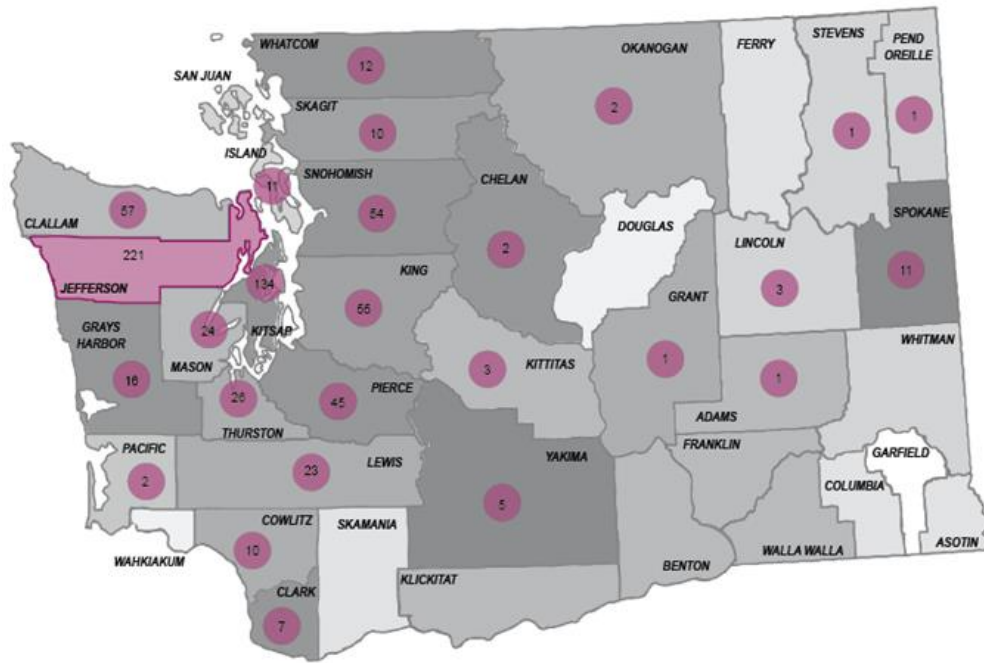 WHATCOM
12
OKANOGAN
2
FERRY
STEVENS
1
PEND
OREILLE
1
SAN JUAN
SKAGIT
10
ISLAND
11
SNOHOMISH
54
CHELAN
2
DOUGLAS
SPOKANE
11
CLALLAM
57
221
JEFFERSON
134
KITSAP
KING
55
GRANT
1
LINCOLN
3
GRAYS
HARBOR
16
24
MASON
KITTITAS
3
WHITMAN
26
THURSTON
PIERCE
45
ADAMS
1
PACIFIC
2
LEWIS
23
YAKIMA
5
FRANKLIN
GARFIELD
COLUMBIA
WAHKIAKUM
COWLITZ
10
SKAMANIA
CLARK
7
KLICKITAT
BENTON
WALLA WALLA
ASOTIN